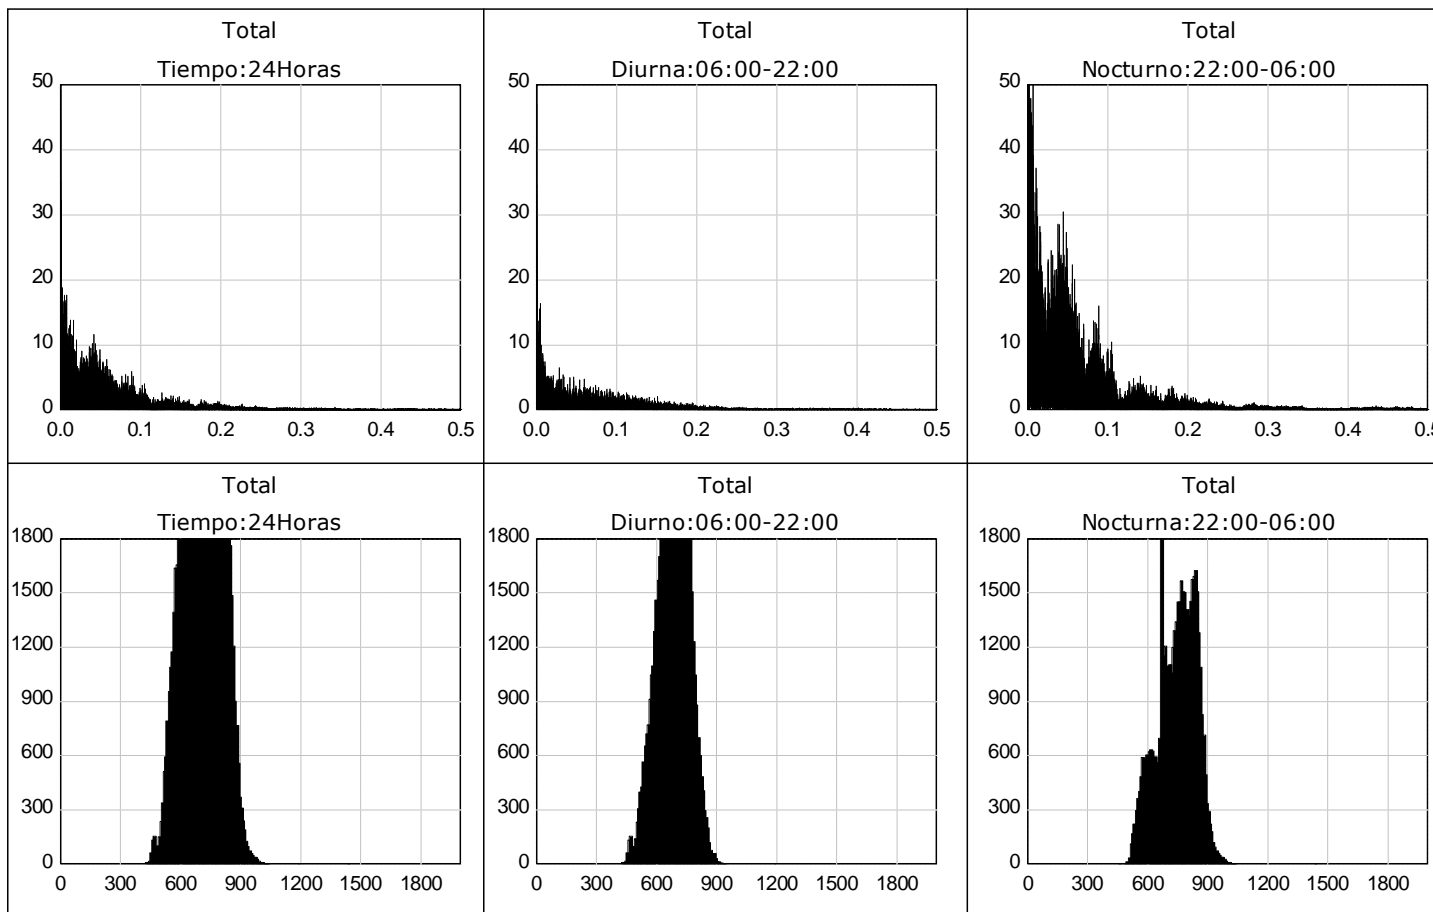 Total
Tiempo:24Horas
50
40
30
20
10
0
0.0 0.1 0.2 0.3 0.4 0.5
Total
Diurna:06:00-22:00
50
40
30
20
10
0
0.0 0.1 0.2 0.3 0.4 0.5
Total
Nocturno:22:00-06:00
50
40
30
20
10
0
0.0 0.1 0.2 0.3 0.4 0.5
Total
Tiempo:24Horas
1800
1500
1200
900
600
300
0
0 300 600 900 1200 1500 1800
Total
Diurno:06:00-22:00
1800
1500
1200
900
600
300
0
0 300 600 900 1200 1500 1800
Total
Nocturna:22:00-06:00
1800
1500
1200
900
600
300
0
0 300 600 900 1200 1500 1800